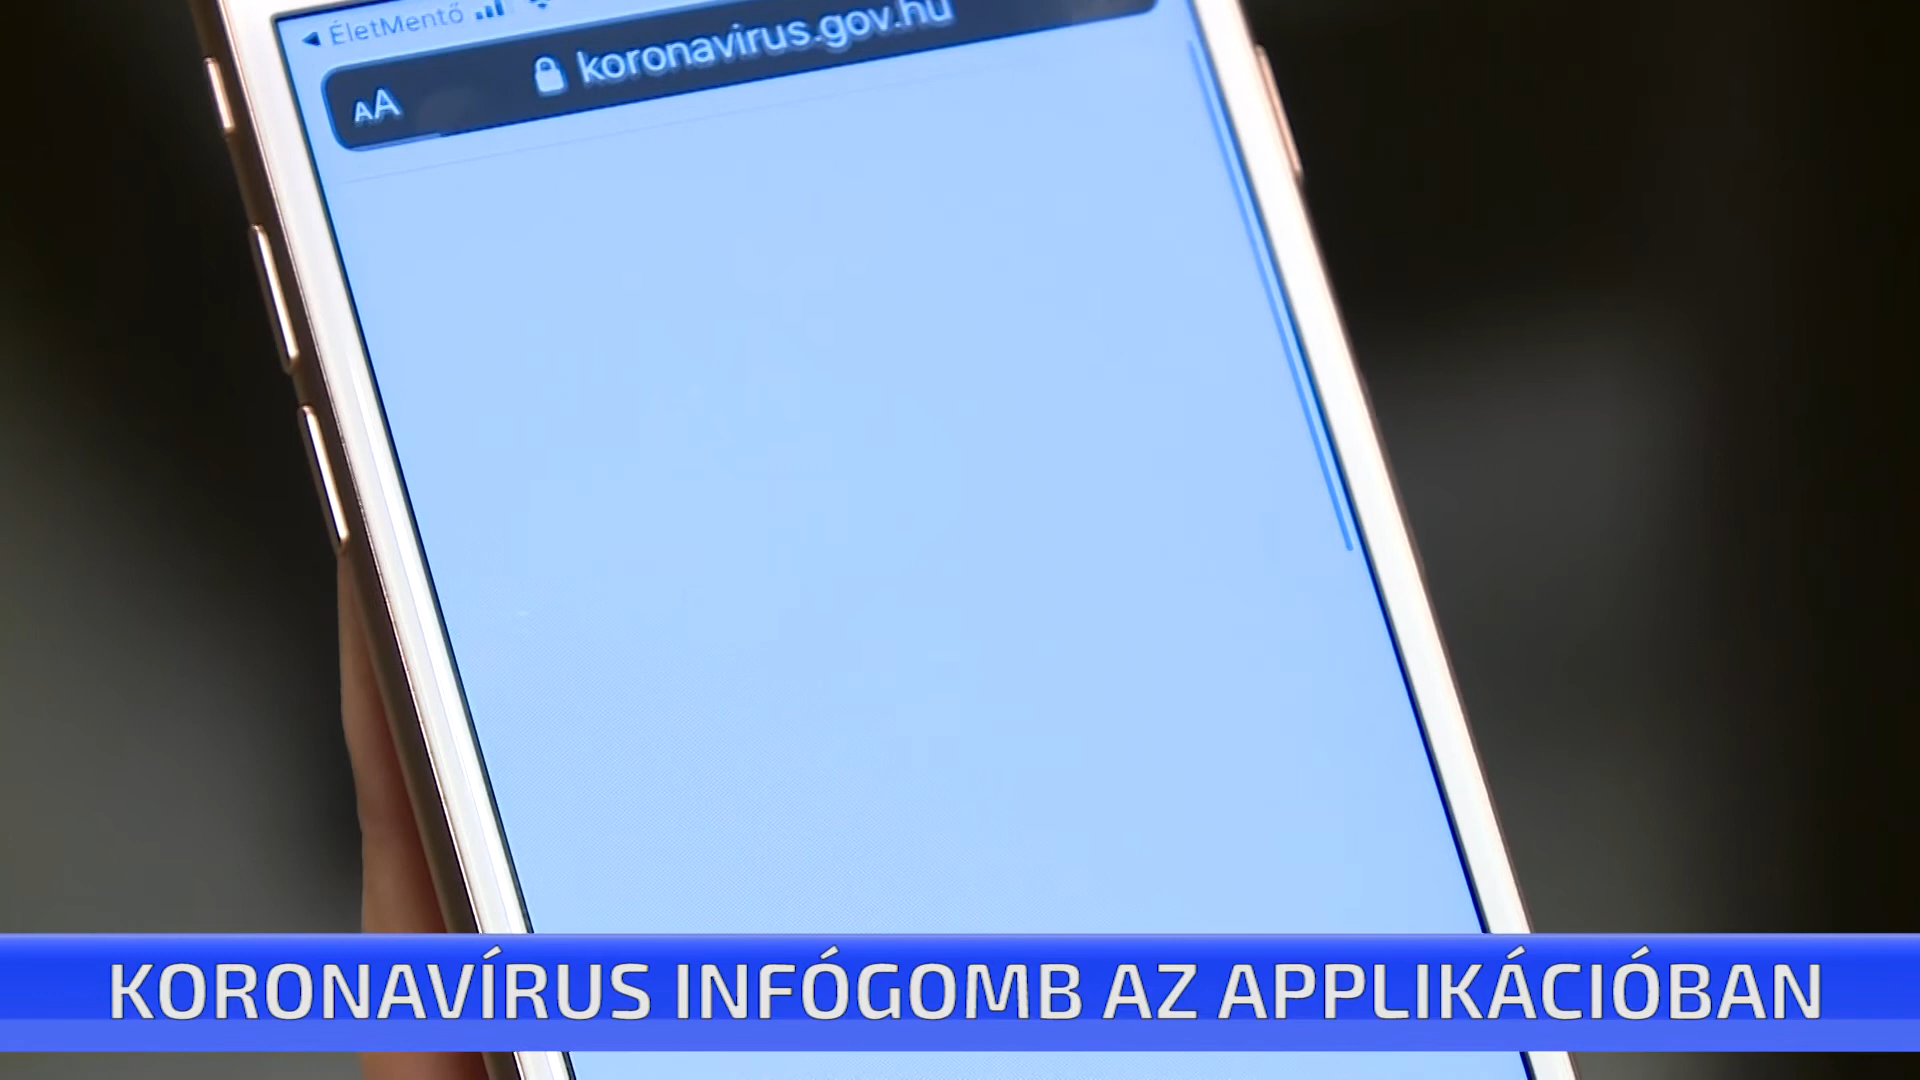 ◀ ÉletMentő
AA koronavirus.gov.hu
KORONAVÍRUS INFÓGOMB AZ APPLIKÁCIÓBAN